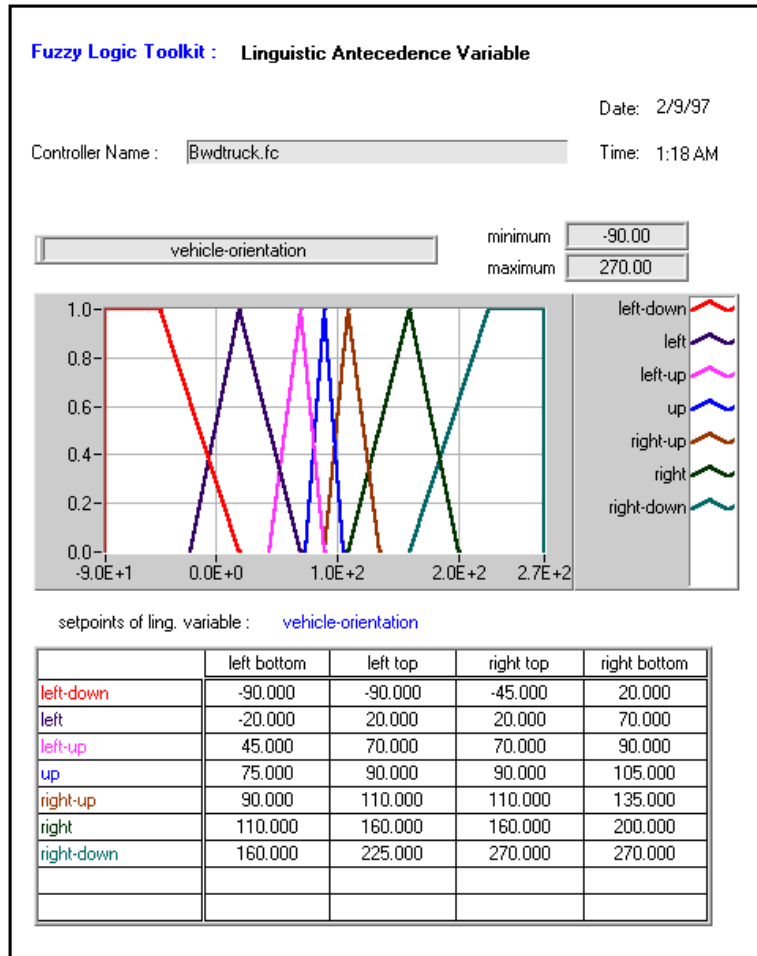 Fuzzy Logic Toolkit : Linguistic Antecedence Variable
Date: 2/9/97
Controller Name : Bwdtruck.fc Time: 1:18 AM
vehicle-orientation
minimum -90.00
maximum 270.00
1.0
0.8
0.6
0.4
0.2
0.0
-9.0E+1 0.0E+0 1.0E+2 2.0E+2 2.7E+2
left-down
left
left-up
up
right-up
right
right-down
setpoints of ling. variable : vehicle-orientation
left bottom left top right top right bottom
left-down -90.000 -90.000 -45.000 20.000
left -20.000 20.000 20.000 70.000
left-up 45.000 70.000 70.000 90.000
up 75.000 90.000 90.000 105.000
right-up 90.000 110.000 110.000 135.000
right 110.000 160.000 160.000 200.000
right-down 160.000 225.000 270.000 270.000